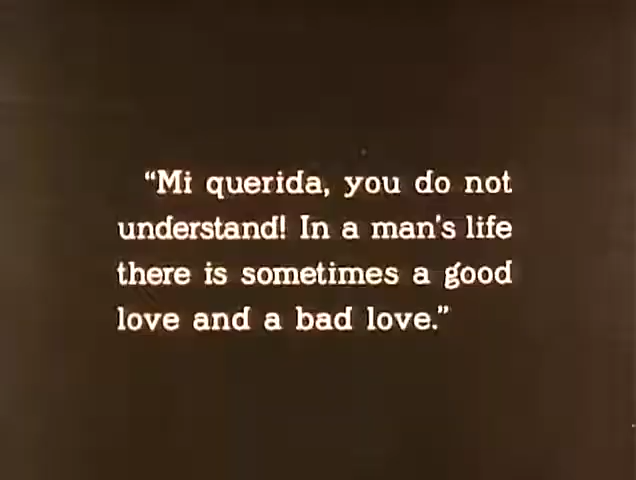 “Mi querida, you do not
understand! In a man's life
there is sometimes a good
love and a bad love.”